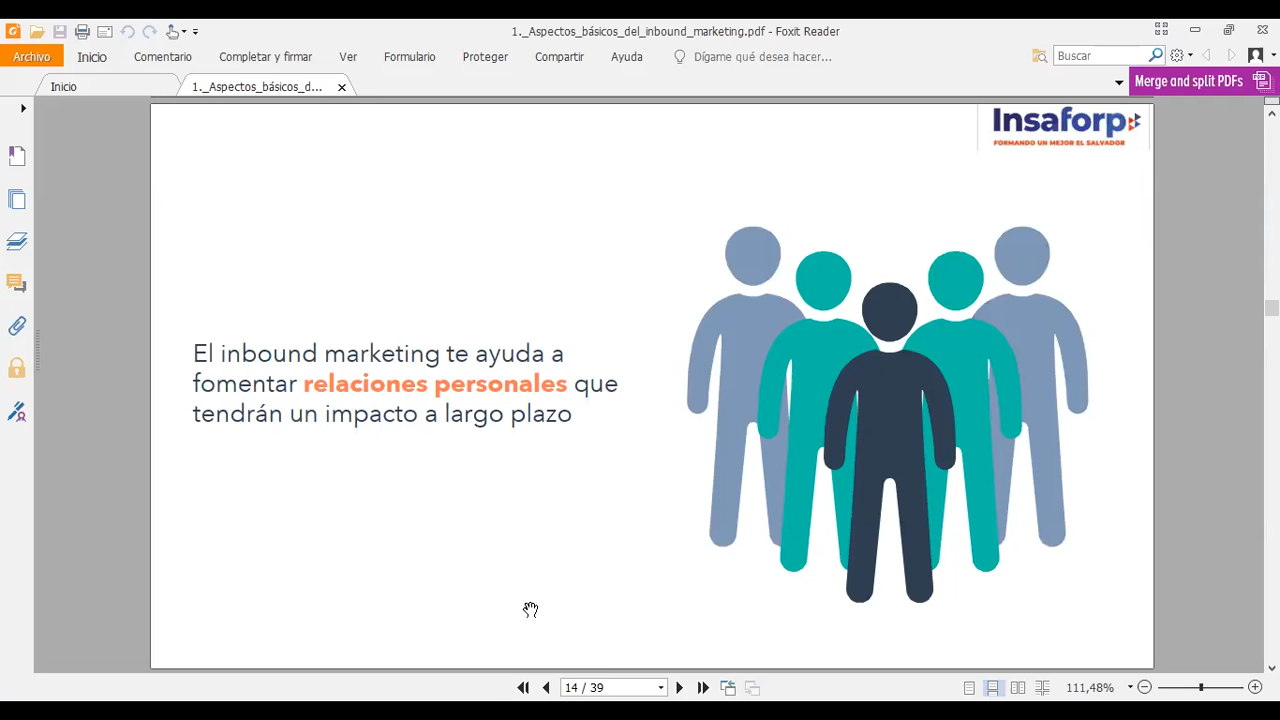 1._Aspectos_básicos_del_inbound_marketing.pdf - Foxit Reader
Archivo
Inicio
Comentario
Completar y firmar
Ver
Formulario
Proteger
Compartir
Ayuda
Dígame qué desea hacer...
Buscar
Inicio
1._Aspectos_básicos_d...
Merge and split PDFs
Insaforp
FORMANDO UN MEJOR EL SALVADOR
El inbound marketing te ayuda a
fomentar relaciones personales que
tendrán un impacto a largo plazo
14 / 39
111,48%